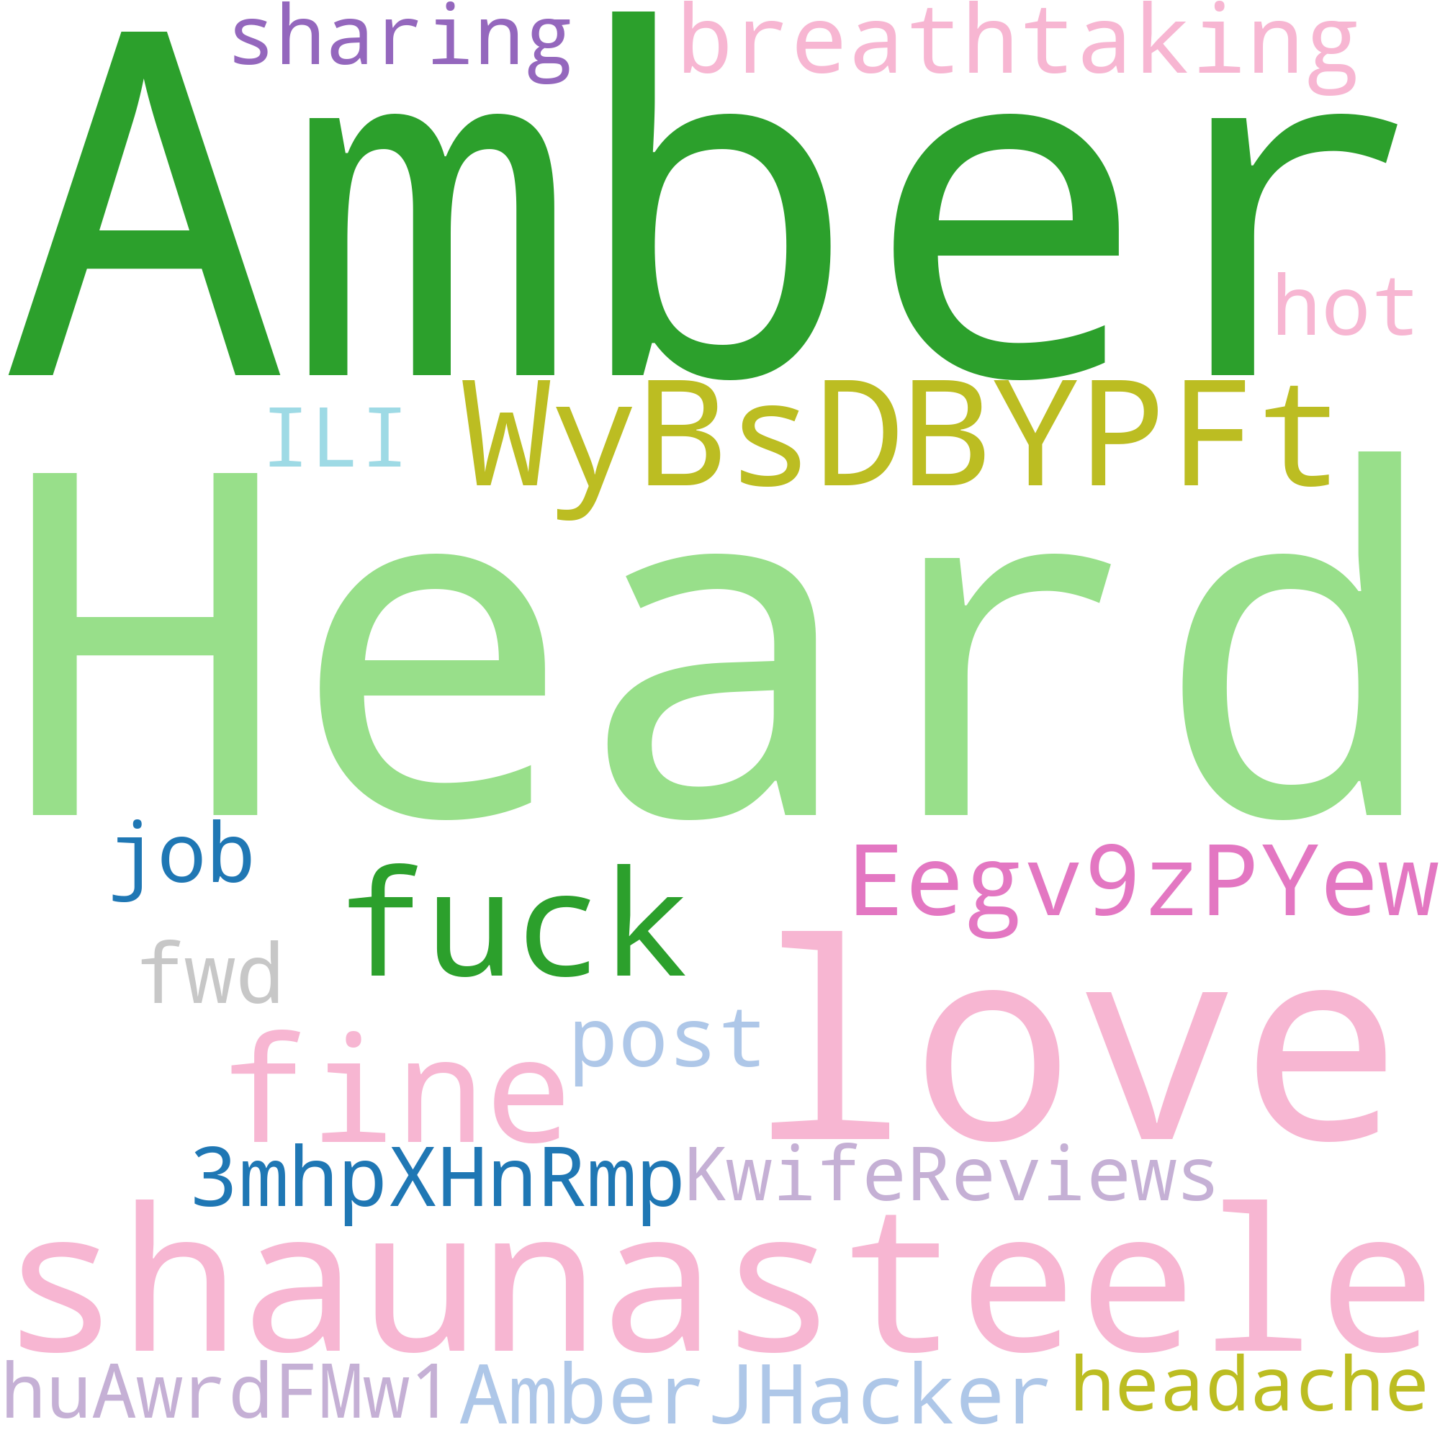 sharing breathtaking
Amber
hot
ILI WyBsDBYPFt
Heard
job fuck Eegv9zPYew
fwd love
fine post
3mhpXHnRmp KwifeReviews
shaunasteele
huAwrdFMw1 AmberJHacker headache